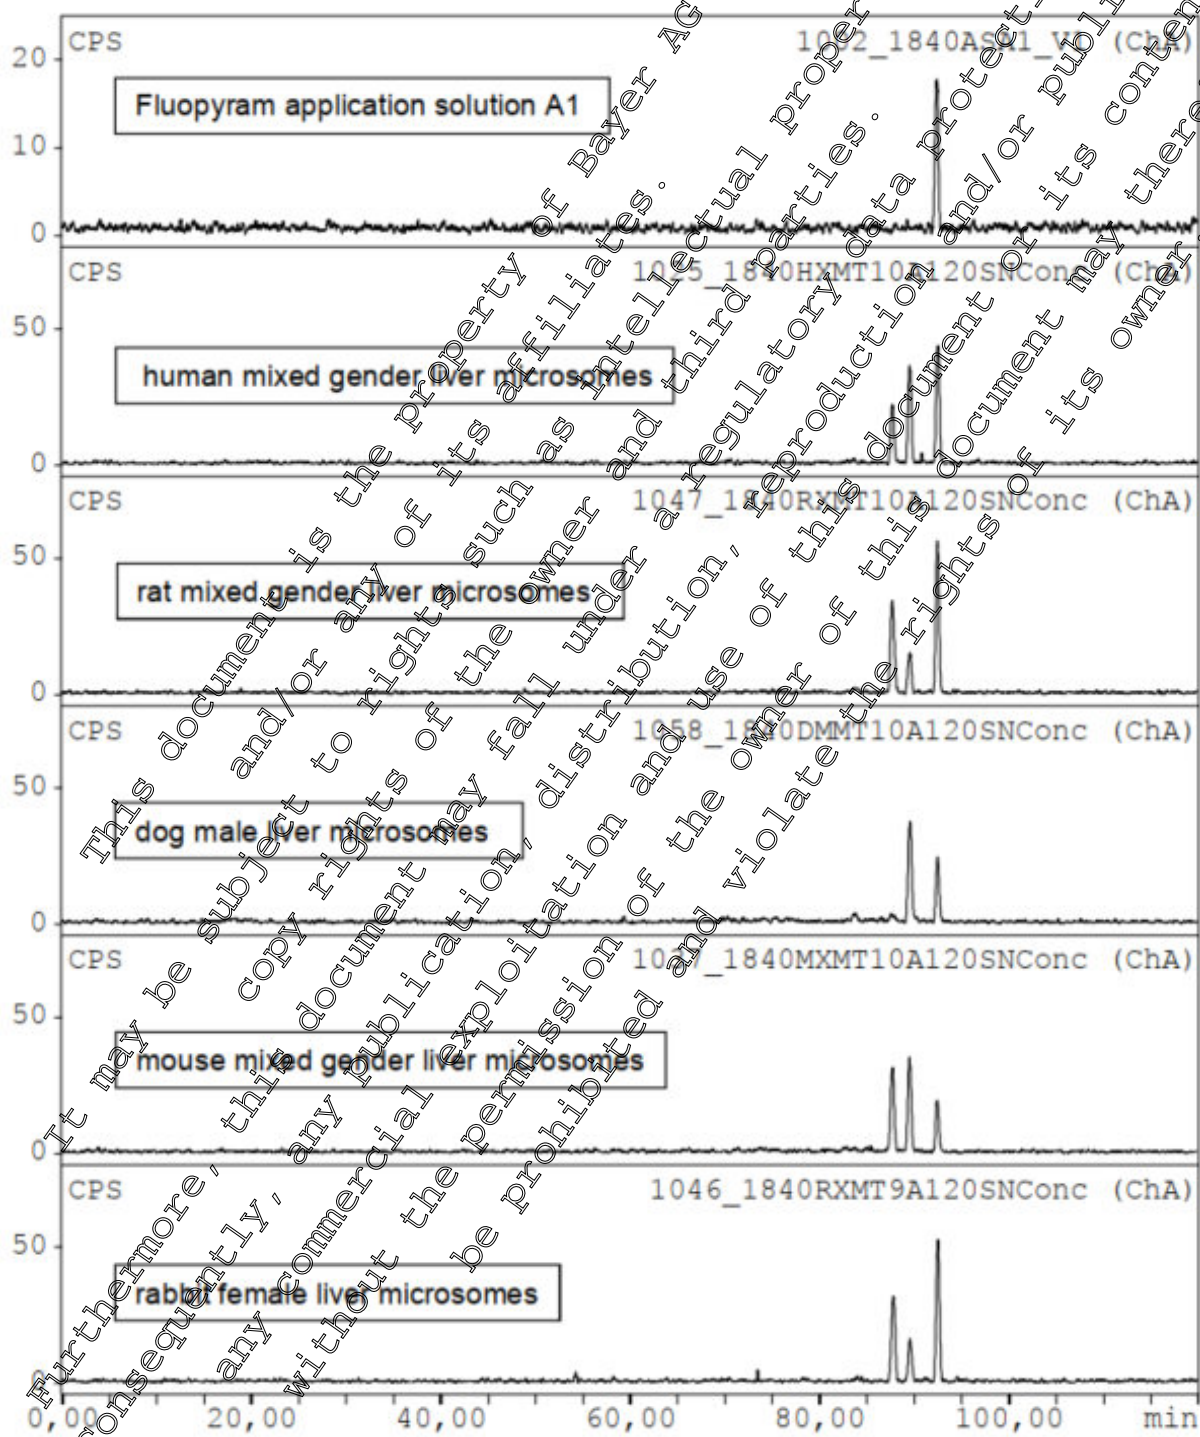 CPS 1092_1840ASA1_V1 (ChA)
20
Fluopyram application solution A1
10
0
CPS 1025_1840HXMT10A120SNConc (ChA)
50
human mixed gender liver microsomes
0
CPS 1047_1840RXMT10A120SNConc (ChA)
50
rat mixed gender liver microsomes
0
CPS 1058_1840DMMT10A120SNConc (ChA)
50
dog male liver microsomes
0
CPS 1840MXMT10A120SNConc (ChA)
50
mouse mixed gender liver microsomes
0
CPS 1046_1840RXMT9A120SNConc (ChA)
50
rabbit female liver microsomes
0
0,00 20,00 40,00 60,00 80,00 100,00 min
This document is the property of Bayer AG
and/or any of its affiliates.
It may be subject to rights such as intellectual
copy rights of the owner and third parties.
Furthermore, this document may fall under a regulatory data
Consequently, any publication, distribution, reproduction and/or
any commercial exploitation and use of this document or its
without the permission of the owner of this document may
be prohibited and violate the rights of its owner.